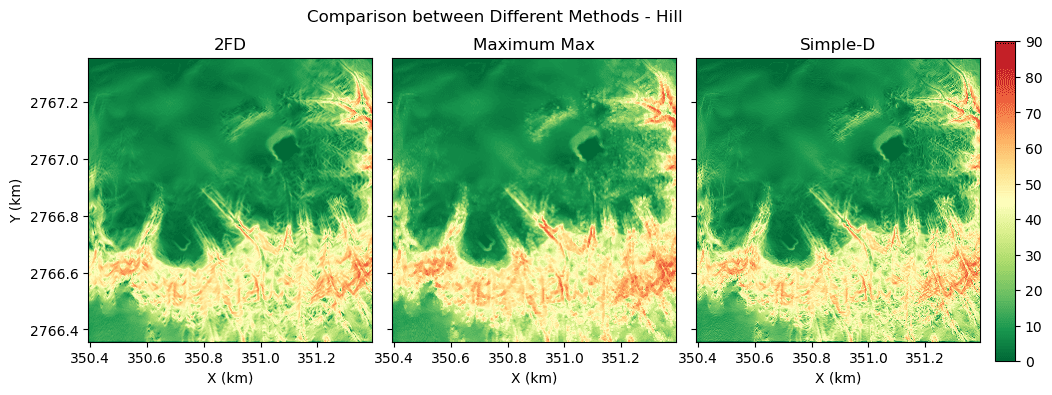 Comparison between Different Methods - Hill
2FD
Maximum Max
Simple-D
Y (km)
2767.2
2767.0
2766.8
2766.6
2766.4
350.4 350.6 350.8 351.0 351.2
X (km)
350.4 350.6 350.8 351.0 351.2
X (km)
350.4 350.6 350.8 351.0 351.2
X (km)
90
80
70
60
50
40
30
20
10
0